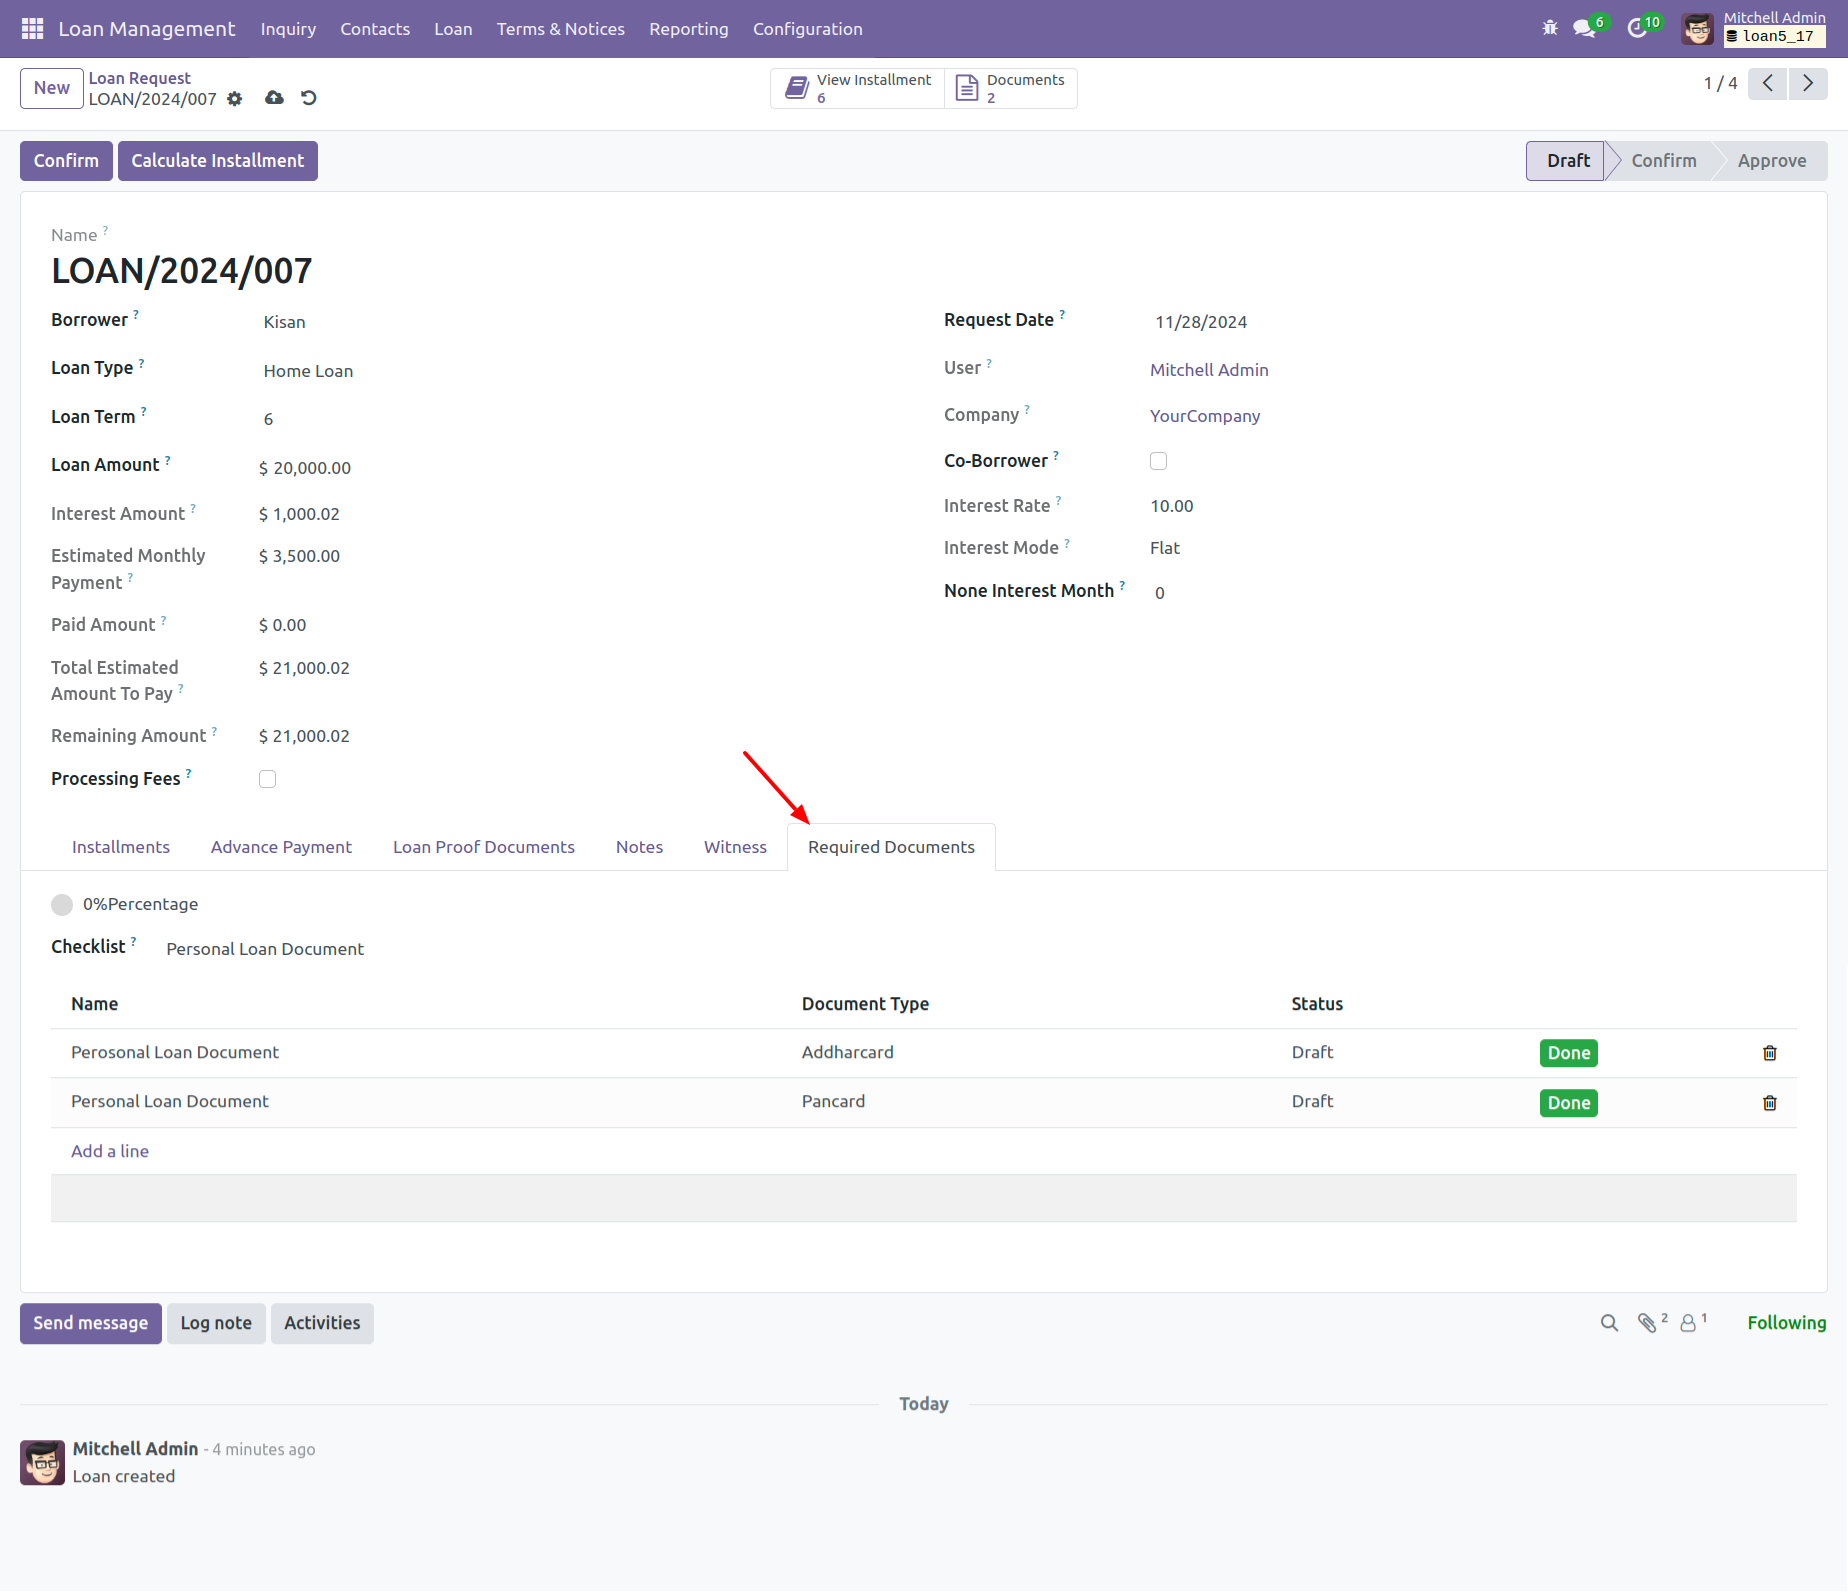 Loan Management Inquiry Contacts Loan Terms & Notices Reporting Configuration 6 10 Mitchell Admin
loan5_17
New Loan Request
LOAN/2024/007
View Installment
6
Documents
2
1 / 4
Confirm Calculate Installment Draft Confirm Approve
Name ?
LOAN/2024/007
Borrower ? Kisan
Loan Type ? Home Loan
Loan Term ? 6
Loan Amount ? $ 20,000.00
Interest Amount ? $ 1,000.02
Estimated Monthly
Payment ? $ 3,500.00
Paid Amount ? $ 0.00
Total Estimated
Amount To Pay ? $ 21,000.02
Remaining Amount ? $ 21,000.02
Processing Fees ?
Request Date ? 11/28/2024
User ? Mitchell Admin
Company ? YourCompany
Co-Borrower ?
Interest Rate ? 10.00
Interest Mode ? Flat
None Interest Month ? 0
Installments Advance Payment Loan Proof Documents Notes Witness Required Documents
0%Percentage
Checklist ? Personal Loan Document
Name Document Type Status
Perosonal Loan Document Addharcard Draft Done
Personal Loan Document Pancard Draft Done
Add a line
Send message Log note Activities 2 1 Following
Today
Mitchell Admin - 4 minutes ago
Loan created